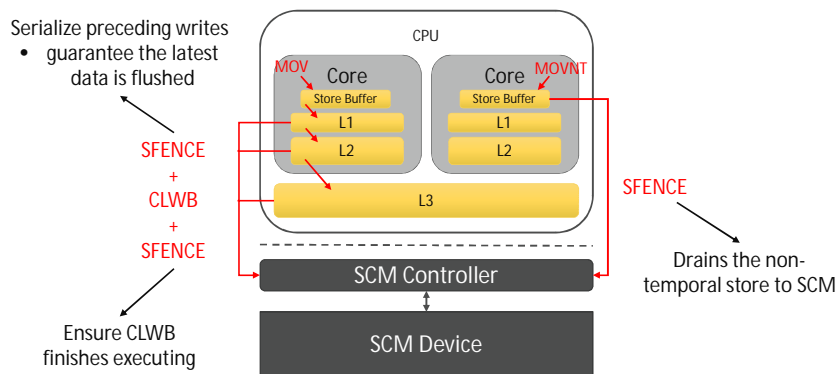 Serialize preceding writes
• guarantee the latest
data is flushed
SFENCE
+
CLWB
+
SFENCE
Ensure CLWB
finishes executing
CPU
MOV
Core
Store Buffer
L1
L2
MOVNT
Core
Store Buffer
L1
L2
L3
SCM Controller
SCM Device
SFENCE
Drains the non-
temporal store to SCM